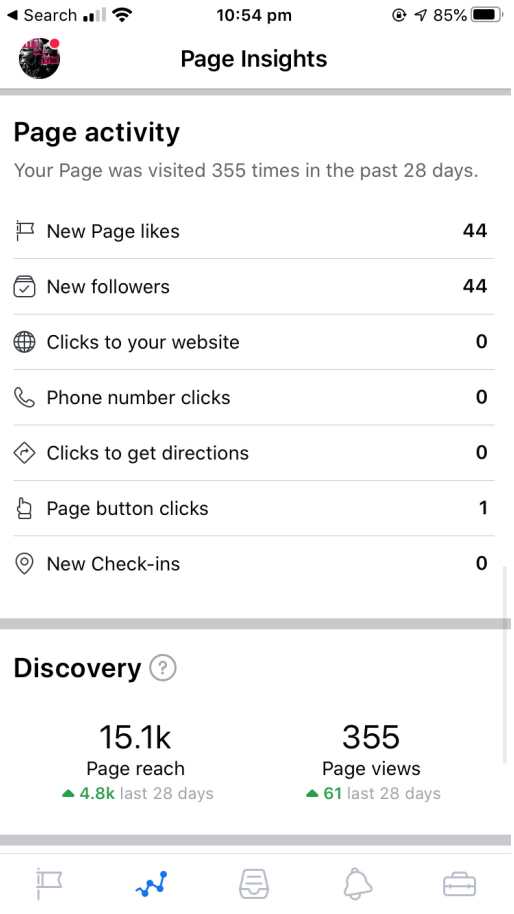 Search
10:54 pm
85%
Page Insights
Page activity
Your Page was visited 355 times in the past 28 days.
New Page likes 44
New followers 44
Clicks to your website 0
Phone number clicks 0
Clicks to get directions 0
Page button clicks 1
New Check-ins 0
Discovery ?
15.1k 355
Page reach Page views
4.8k last 28 days 61 last 28 days